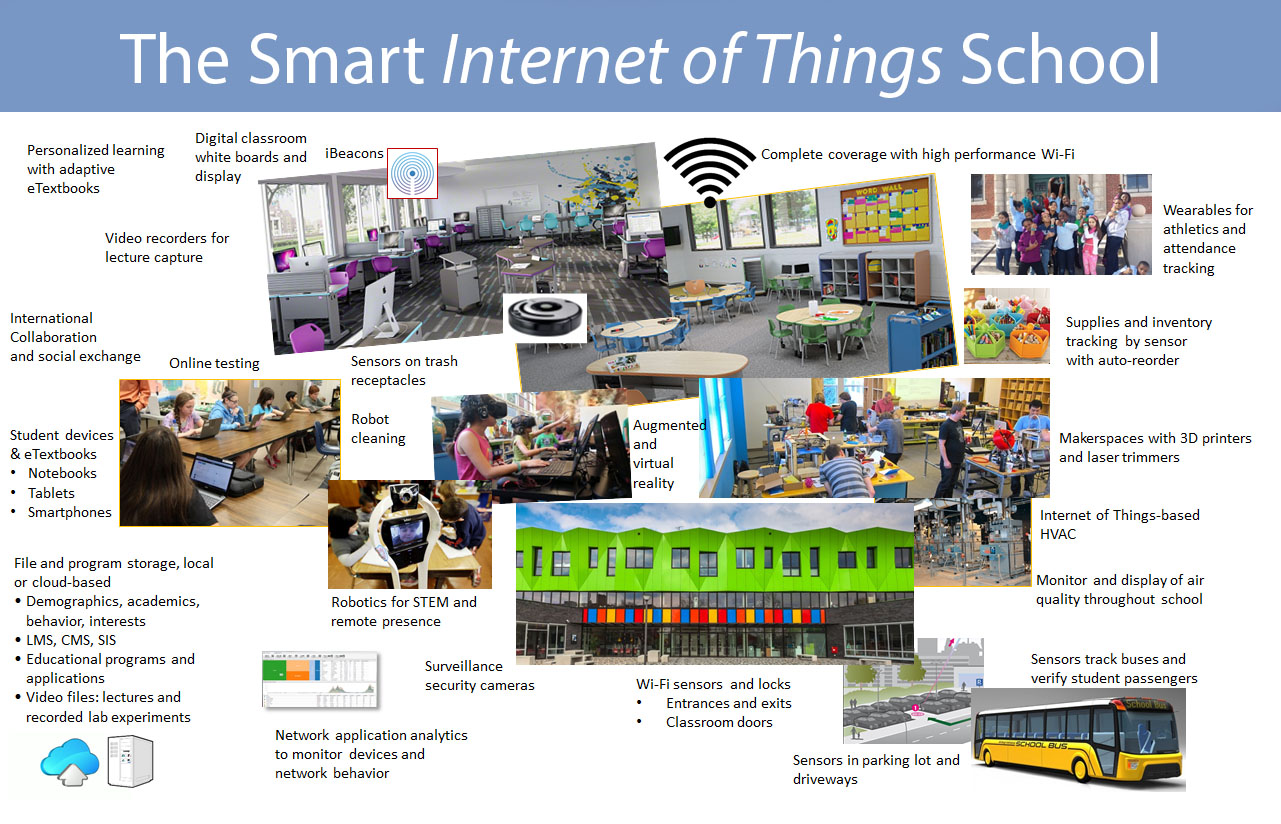 The Smart Internet of Things School
Personalized learning
with adaptive
eTextbooks
Digital classroom
white boards and
display
iBeacons
Complete coverage with high performance Wi-Fi
WORD WALL
Video recorders for
lecture capture
Wearables for
athletics and
attendance
tracking
International
Collaboration
and social exchange
Online testing
Sensors on trash
receptacles
Supplies and inventory
tracking by sensor
with auto-reorder
Robot
cleaning
Augmented
and
virtual
reality
Student devices
& eTextbooks
• Notebooks
• Tablets
• Smartphones
Makerspaces with 3D printers
and laser trimmers
Internet of Things-based
HVAC
File and program storage, local
or cloud-based
• Demographics, academics,
behavior, interests
• LMS, CMS, SIS
• Educational programs and
applications
• Video files: lectures and
recorded lab experiments
Robotics for STEM and
remote presence
Monitor and display of air
quality throughout school
Surveillance
security cameras
Wi-Fi sensors and locks
• Entrances and exits
• Classroom doors
Sensors track buses and
verify student passengers
School Bus
SCHOOL BUS
Network application analytics
to monitor devices and
network behavior
Sensors in parking lot and
driveways